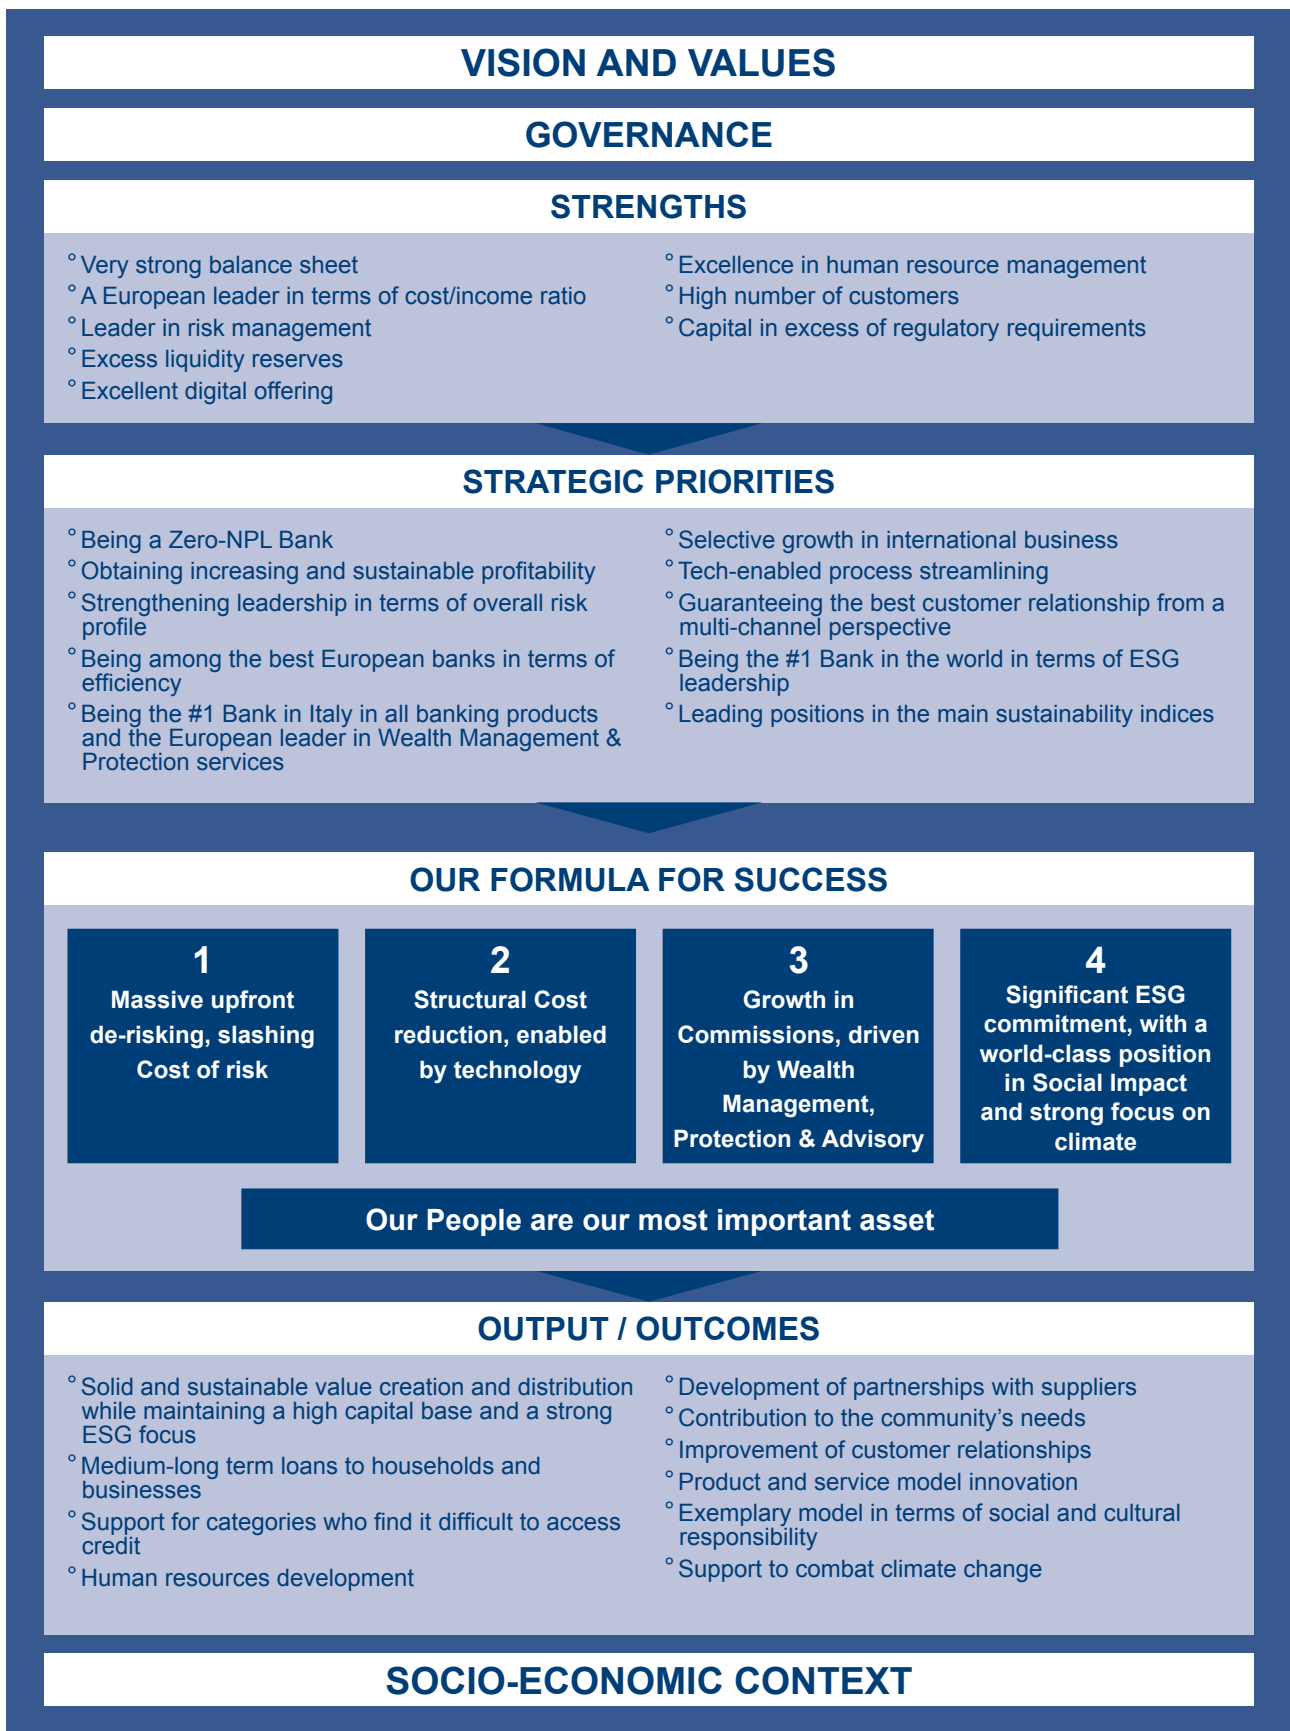 VISION AND VALUES
GOVERNANCE
STRENGTHS
° Very strong balance sheet
° A European leader in terms of cost/income ratio
° Leader in risk management
° Excess liquidity reserves
° Excellent digital offering
° Excellence in human resource management
° High number of customers
° Capital in excess of regulatory requirements
STRATEGIC PRIORITIES
° Being a Zero-NPL Bank
° Obtaining increasing and sustainable profitability
° Strengthening leadership in terms of overall risk
profile
° Being among the best European banks in terms of
efficiency
° Being the #1 Bank in Italy in all banking products
and the European leader in Wealth Management &
Protection services
° Selective growth in international business
° Tech-enabled process streamlining
° Guaranteeing the best customer relationship from a
multi-channel perspective
° Being the #1 Bank in the world in terms of ESG
leadership
° Leading positions in the main sustainability indices
OUR FORMULA FOR SUCCESS
1
Massive upfront
de-risking, slashing
Cost of risk
2
Structural Cost
reduction, enabled
by technology
3
Growth in
Commissions, driven
by Wealth
Management,
Protection & Advisory
4
Significant ESG
commitment, with a
world-class position
in Social Impact
and strong focus on
climate
Our People are our most important asset
OUTPUT / OUTCOMES
° Solid and sustainable value creation and distribution
while maintaining a high capital base and a strong
ESG focus
° Medium-long term loans to households and
businesses
° Support for categories who find it difficult to access
credit
° Human resources development
° Development of partnerships with suppliers
° Contribution to the community’s needs
° Improvement of customer relationships
° Product and service model innovation
° Exemplary model in terms of social and cultural
responsibility
° Support to combat climate change
SOCIO-ECONOMIC CONTEXT